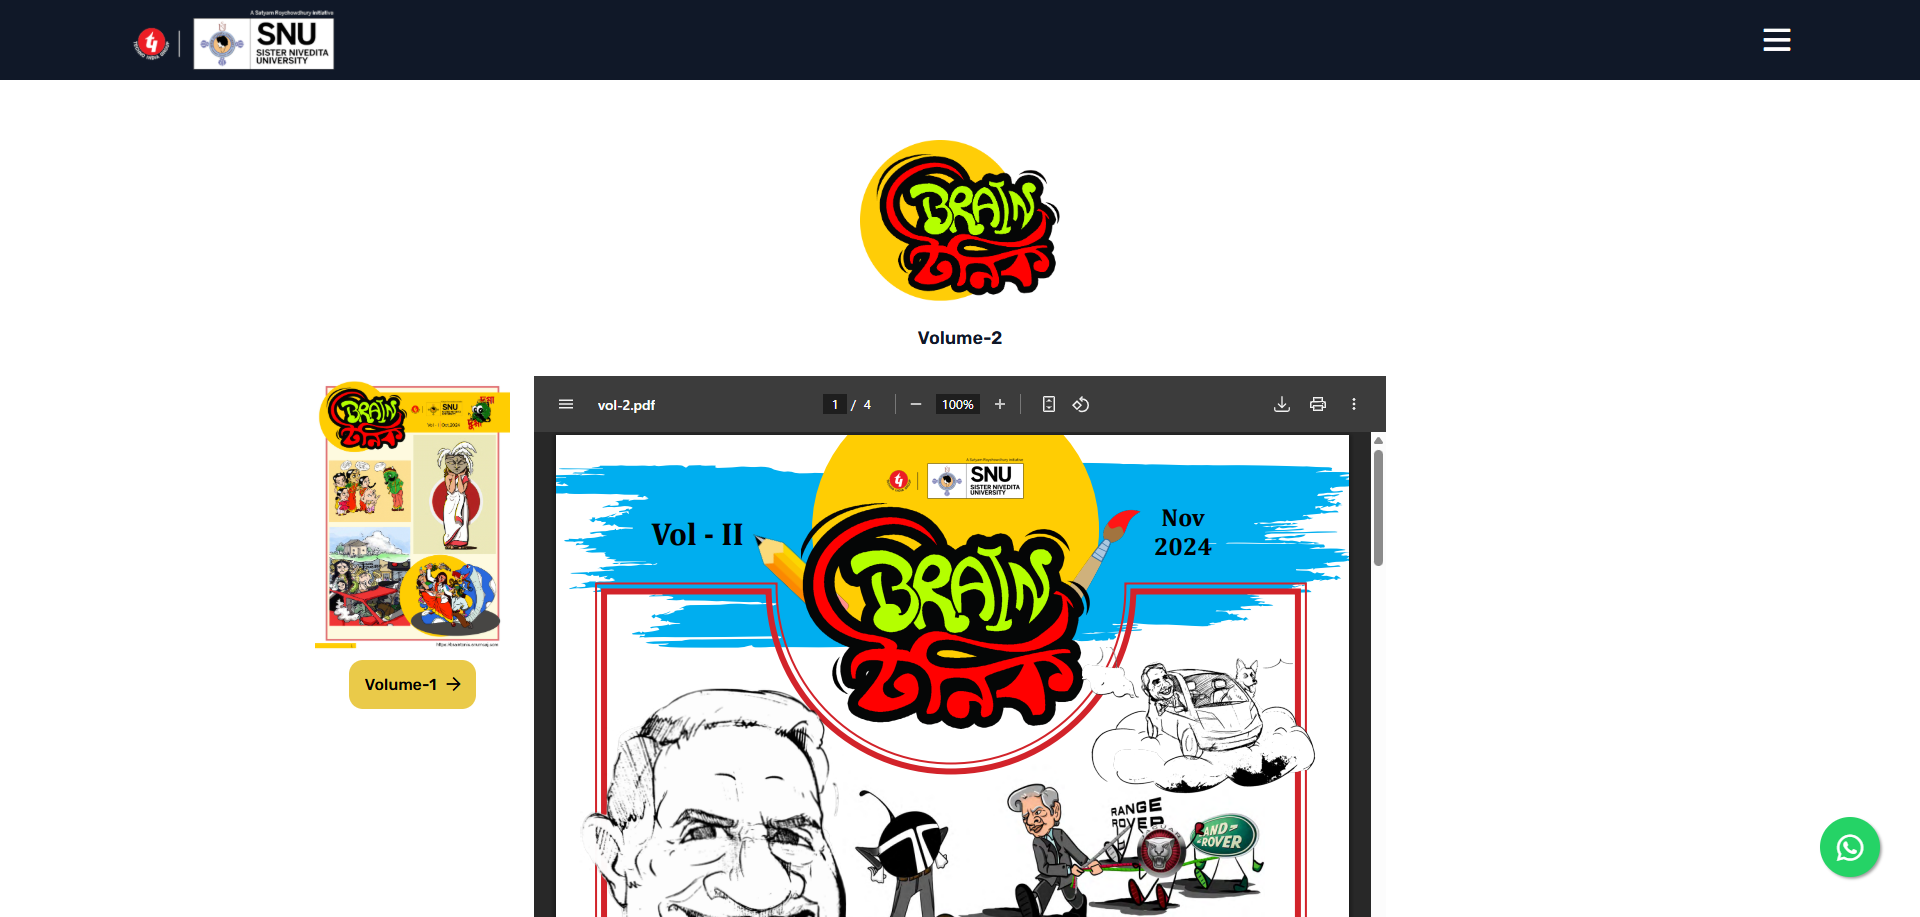 A Satyam Roychowdhury Initiative
SNU
SISTER NIVEDITA
UNIVERSITY
BRAIN
টনিক
Volume-2
BRAIN
টনিক
SNU
Vol - I Oct, 2024
Volume-1
vol-2.pdf
1 / 4
100%
A Satyam Roychowdhury Initiative
SNU
SISTER NIVEDITA
UNIVERSITY
Vol - II
Nov
2024
BRAIN
টনিক
RANGE
ROVER
LAND
ROVER